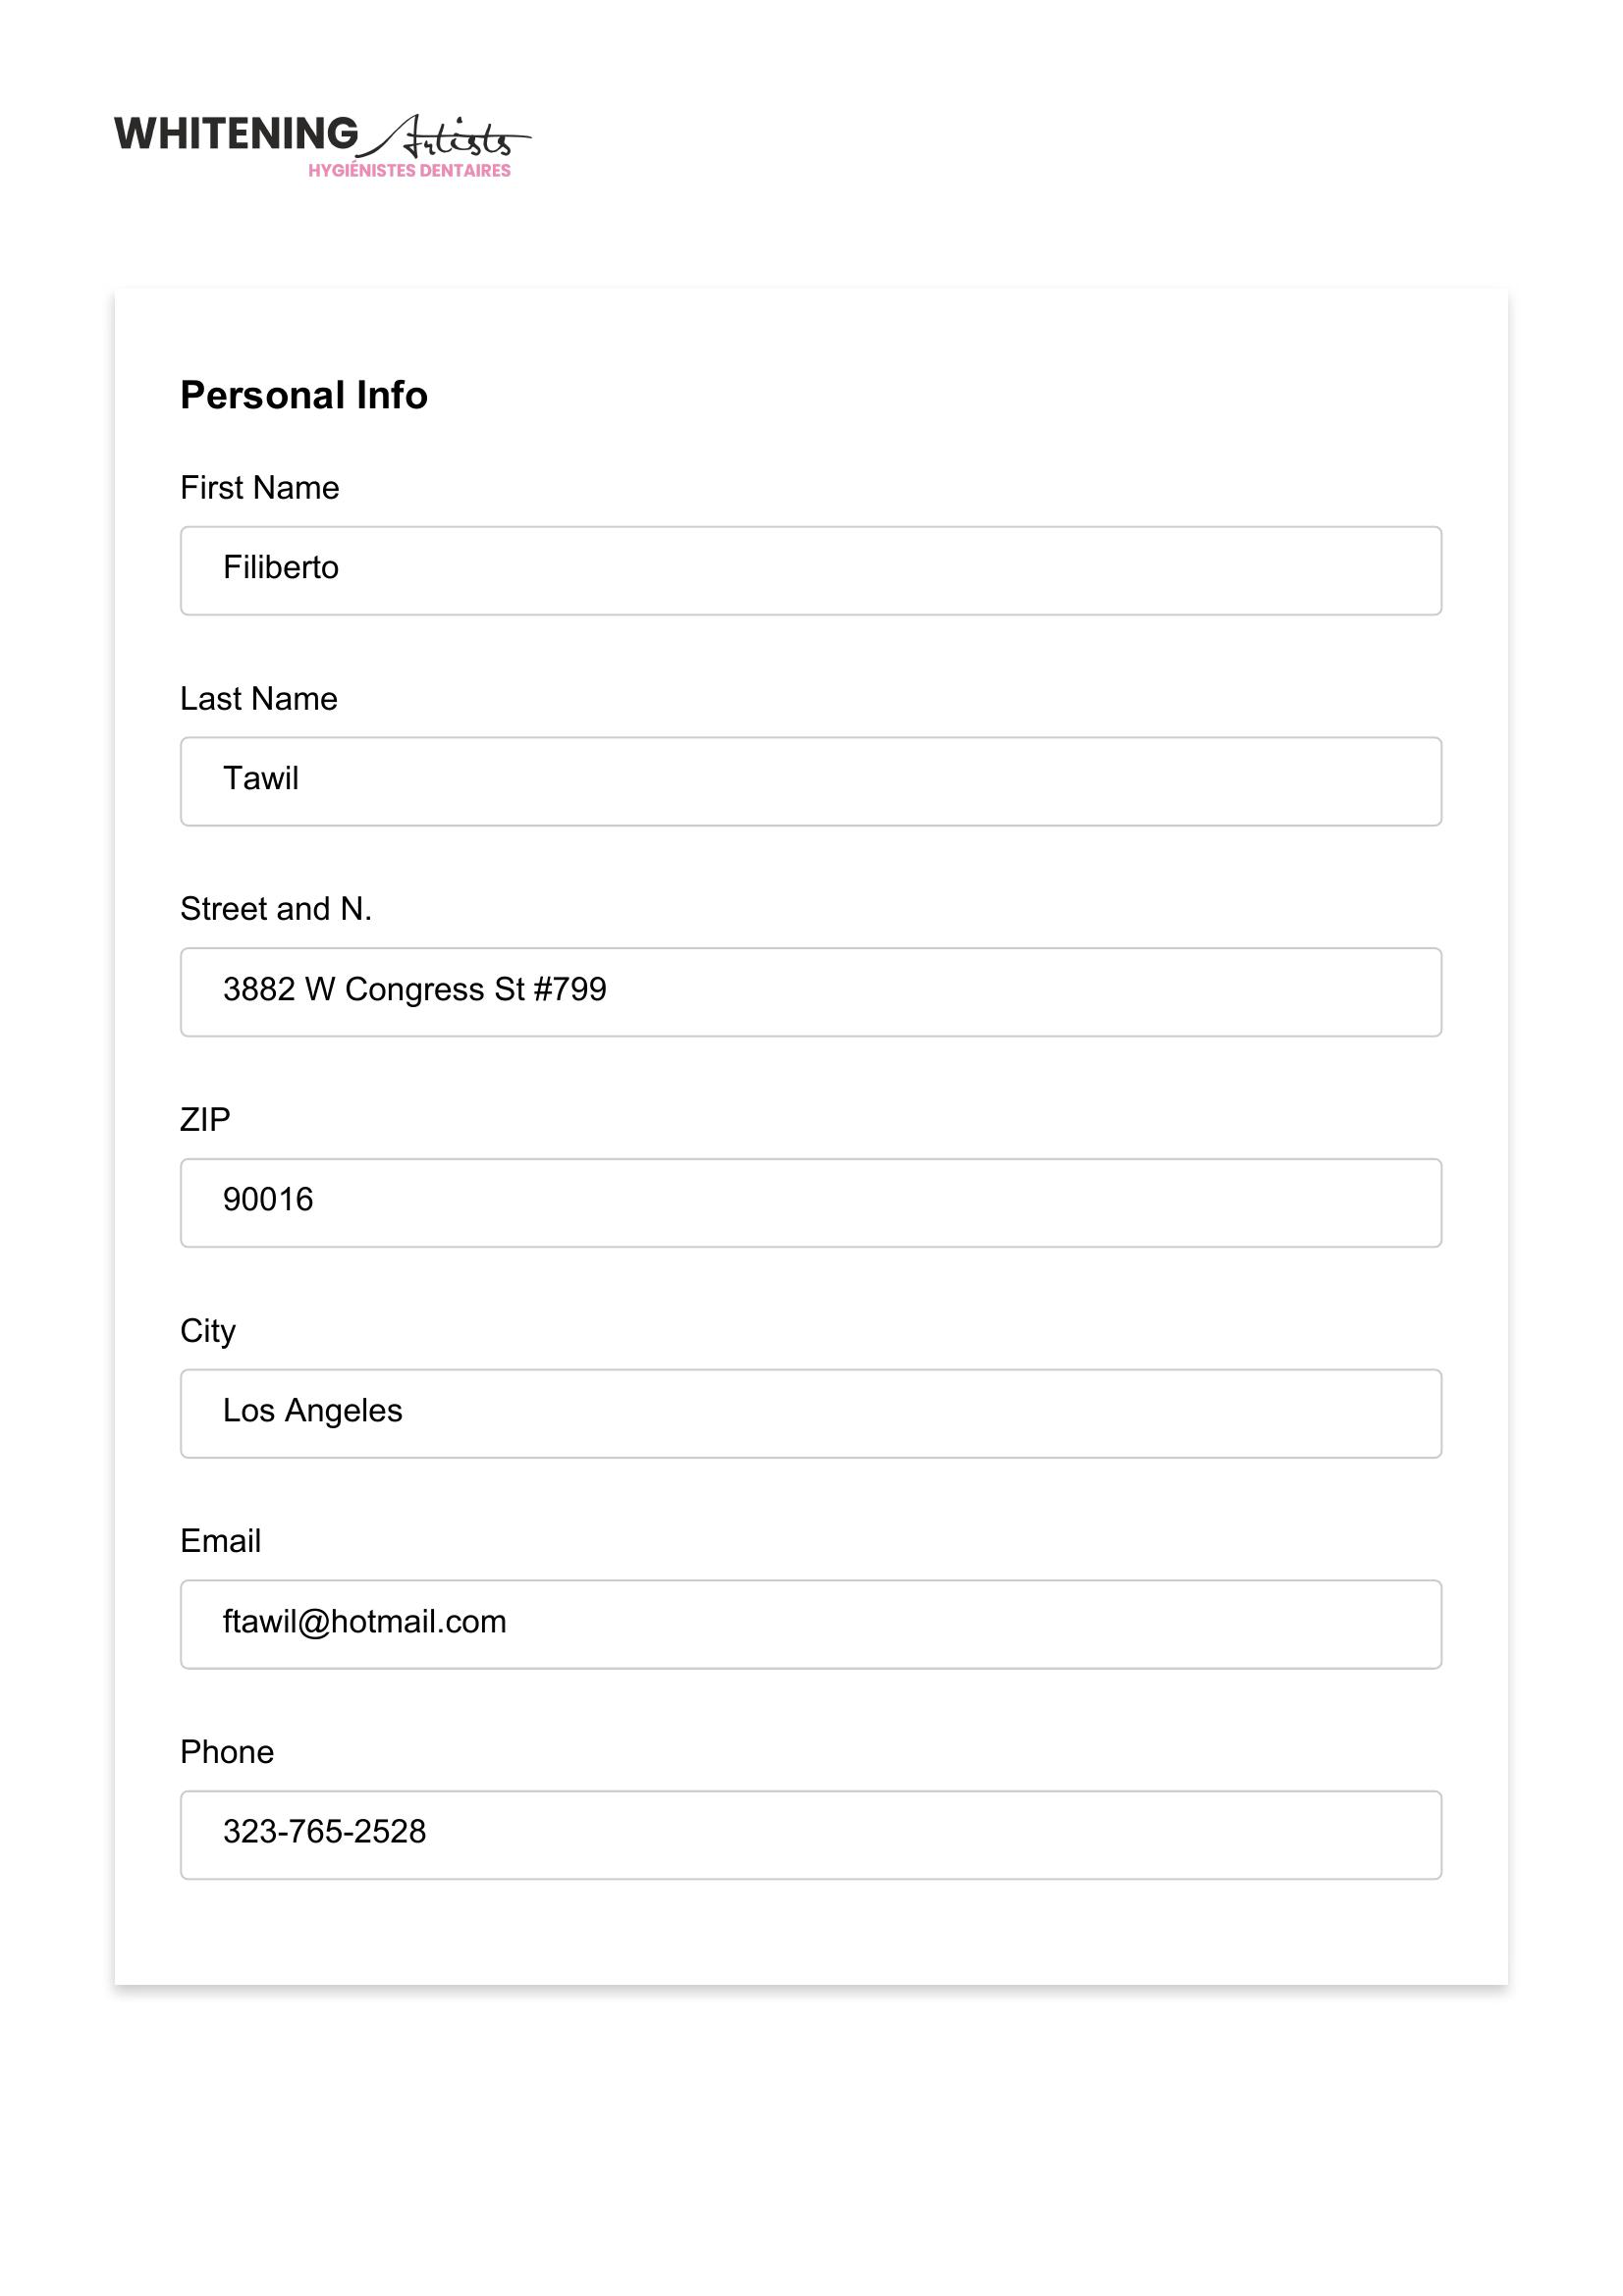 WHITENING Artists
HYGIÉNISTES DENTAIRES
Personal Info
First Name
Filiberto
Last Name
Tawil
Street and N.
3882 W Congress St #799
ZIP
90016
City
Los Angeles
Email
ftawil@hotmail.com
Phone
323-765-2528